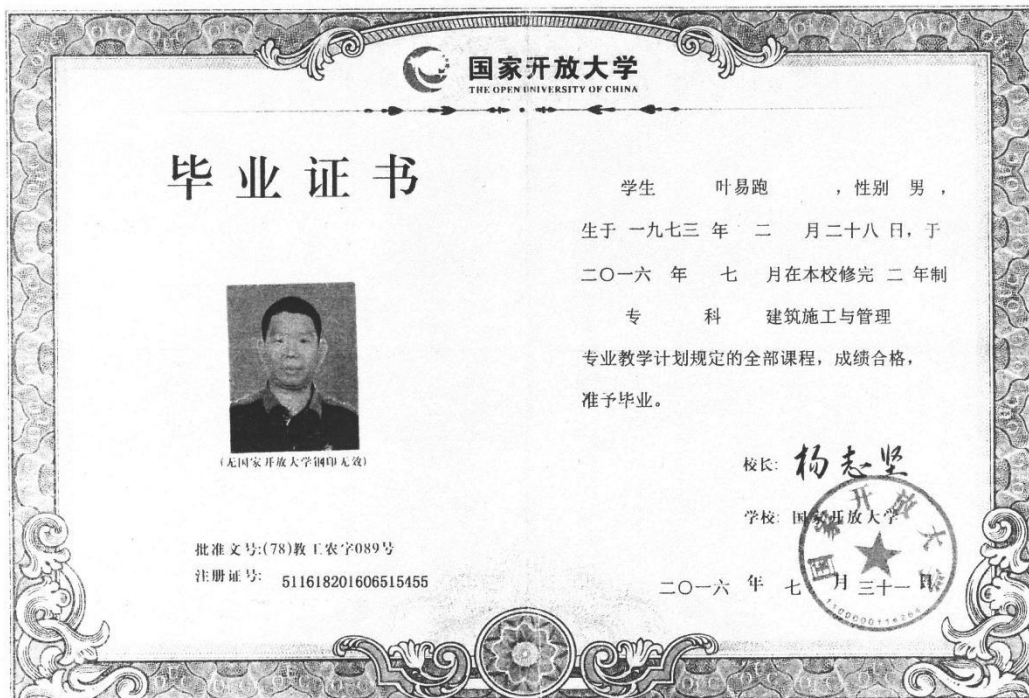 国家开放大学
THE OPEN UNIVERSITY OF CHINA
毕业证书
(无国家开放大学钢印无效)
批准文号:(78)教工农字089号
注册证号: 511618201606515455
学生 叶易跑 ，性别 男 ，
生于 一九七三 年 二 月二十八 日，于
二〇一六 年 七 月在本校修完 二 年制
专 科 建筑施工与管理
专业教学计划规定的全部课程，成绩合格，
准予毕业。
校长: 杨志坚
学校: 国家开放大学
国家开放大学
二〇一六 年 七 月 三十一 日